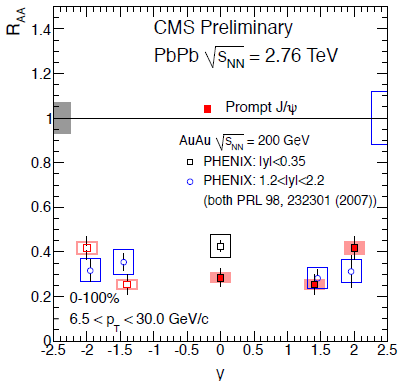 R_AA
CMS Preliminary
PbPb √s_NN = 2.76 TeV
Prompt J/ψ
AuAu √s_NN = 200 GeV
PHENIX: |y|<0.35
PHENIX: 1.2<|y|<2.2
(both PRL 98, 232301 (2007))
0-100%
6.5 < p_T < 30.0 GeV/c
1.4
1.2
1
0.8
0.6
0.4
0.2
0
-2.5 -2 -1.5 -1 -0.5 0 0.5 1 1.5 2 2.5
y